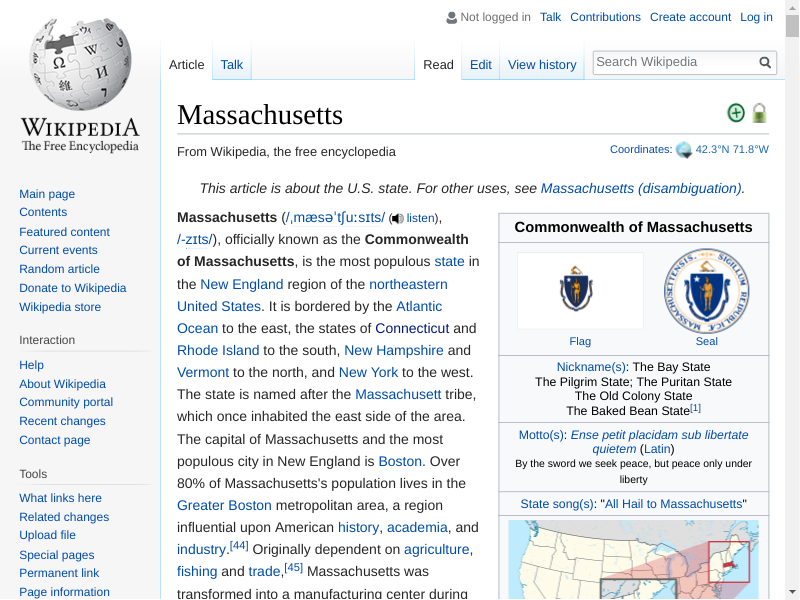 Not logged in Talk Contributions Create account Log in
Article Talk Read Edit View history Search Wikipedia
WIKIPEDIA
The Free Encyclopedia
Main page
Contents
Featured content
Current events
Random article
Donate to Wikipedia
Wikipedia store
Interaction
Help
About Wikipedia
Community portal
Recent changes
Contact page
Tools
What links here
Related changes
Upload file
Special pages
Permanent link
Page information
Massachusetts
From Wikipedia, the free encyclopedia
Coordinates: 42.3°N 71.8°W
This article is about the U.S. state. For other uses, see Massachusetts (disambiguation).
Massachusetts (/ˌmæsəˈtʃuːsɪts/ (listen),
/-zɪts/), officially known as the Commonwealth
of Massachusetts, is the most populous state in
the New England region of the northeastern
United States. It is bordered by the Atlantic
Ocean to the east, the states of Connecticut and
Rhode Island to the south, New Hampshire and
Vermont to the north, and New York to the west.
The state is named after the Massachusett tribe,
which once inhabited the east side of the area.
The capital of Massachusetts and the most
populous city in New England is Boston. Over
80% of Massachusetts's population lives in the
Greater Boston metropolitan area, a region
influential upon American history, academia, and
industry.[44] Originally dependent on agriculture,
fishing and trade,[45] Massachusetts was
transformed into a manufacturing center during
Commonwealth of Massachusetts
Flag Seal
Nickname(s): The Bay State
The Pilgrim State; The Puritan State
The Old Colony State
The Baked Bean State[1]
Motto(s): Ense petit placidam sub libertate
quietem (Latin)
By the sword we seek peace, but peace only under
liberty
State song(s): "All Hail to Massachusetts"